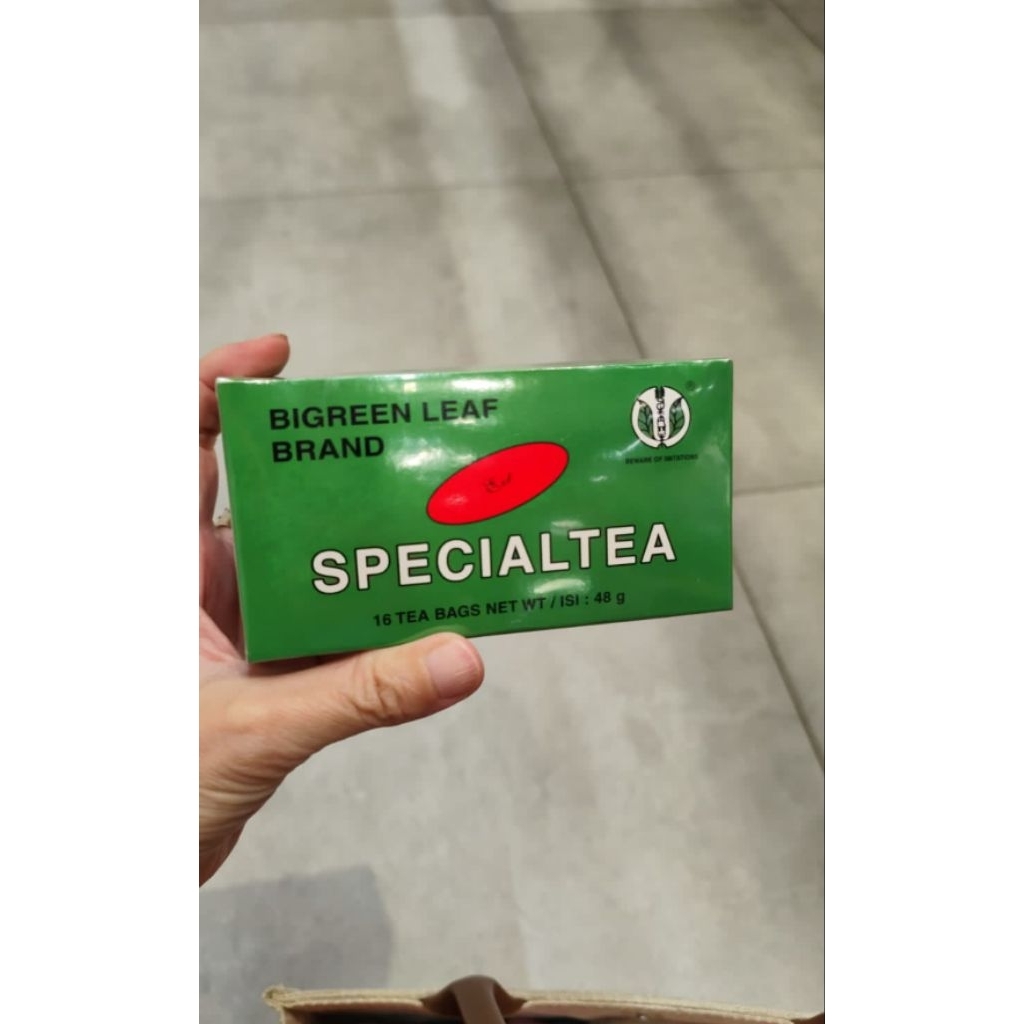 BIGREEN LEAF
BRAND
®
BEWARE OF IMITATIONS
SPECIALTEA
16 TEA BAGS NET WT / ISI : 48 g